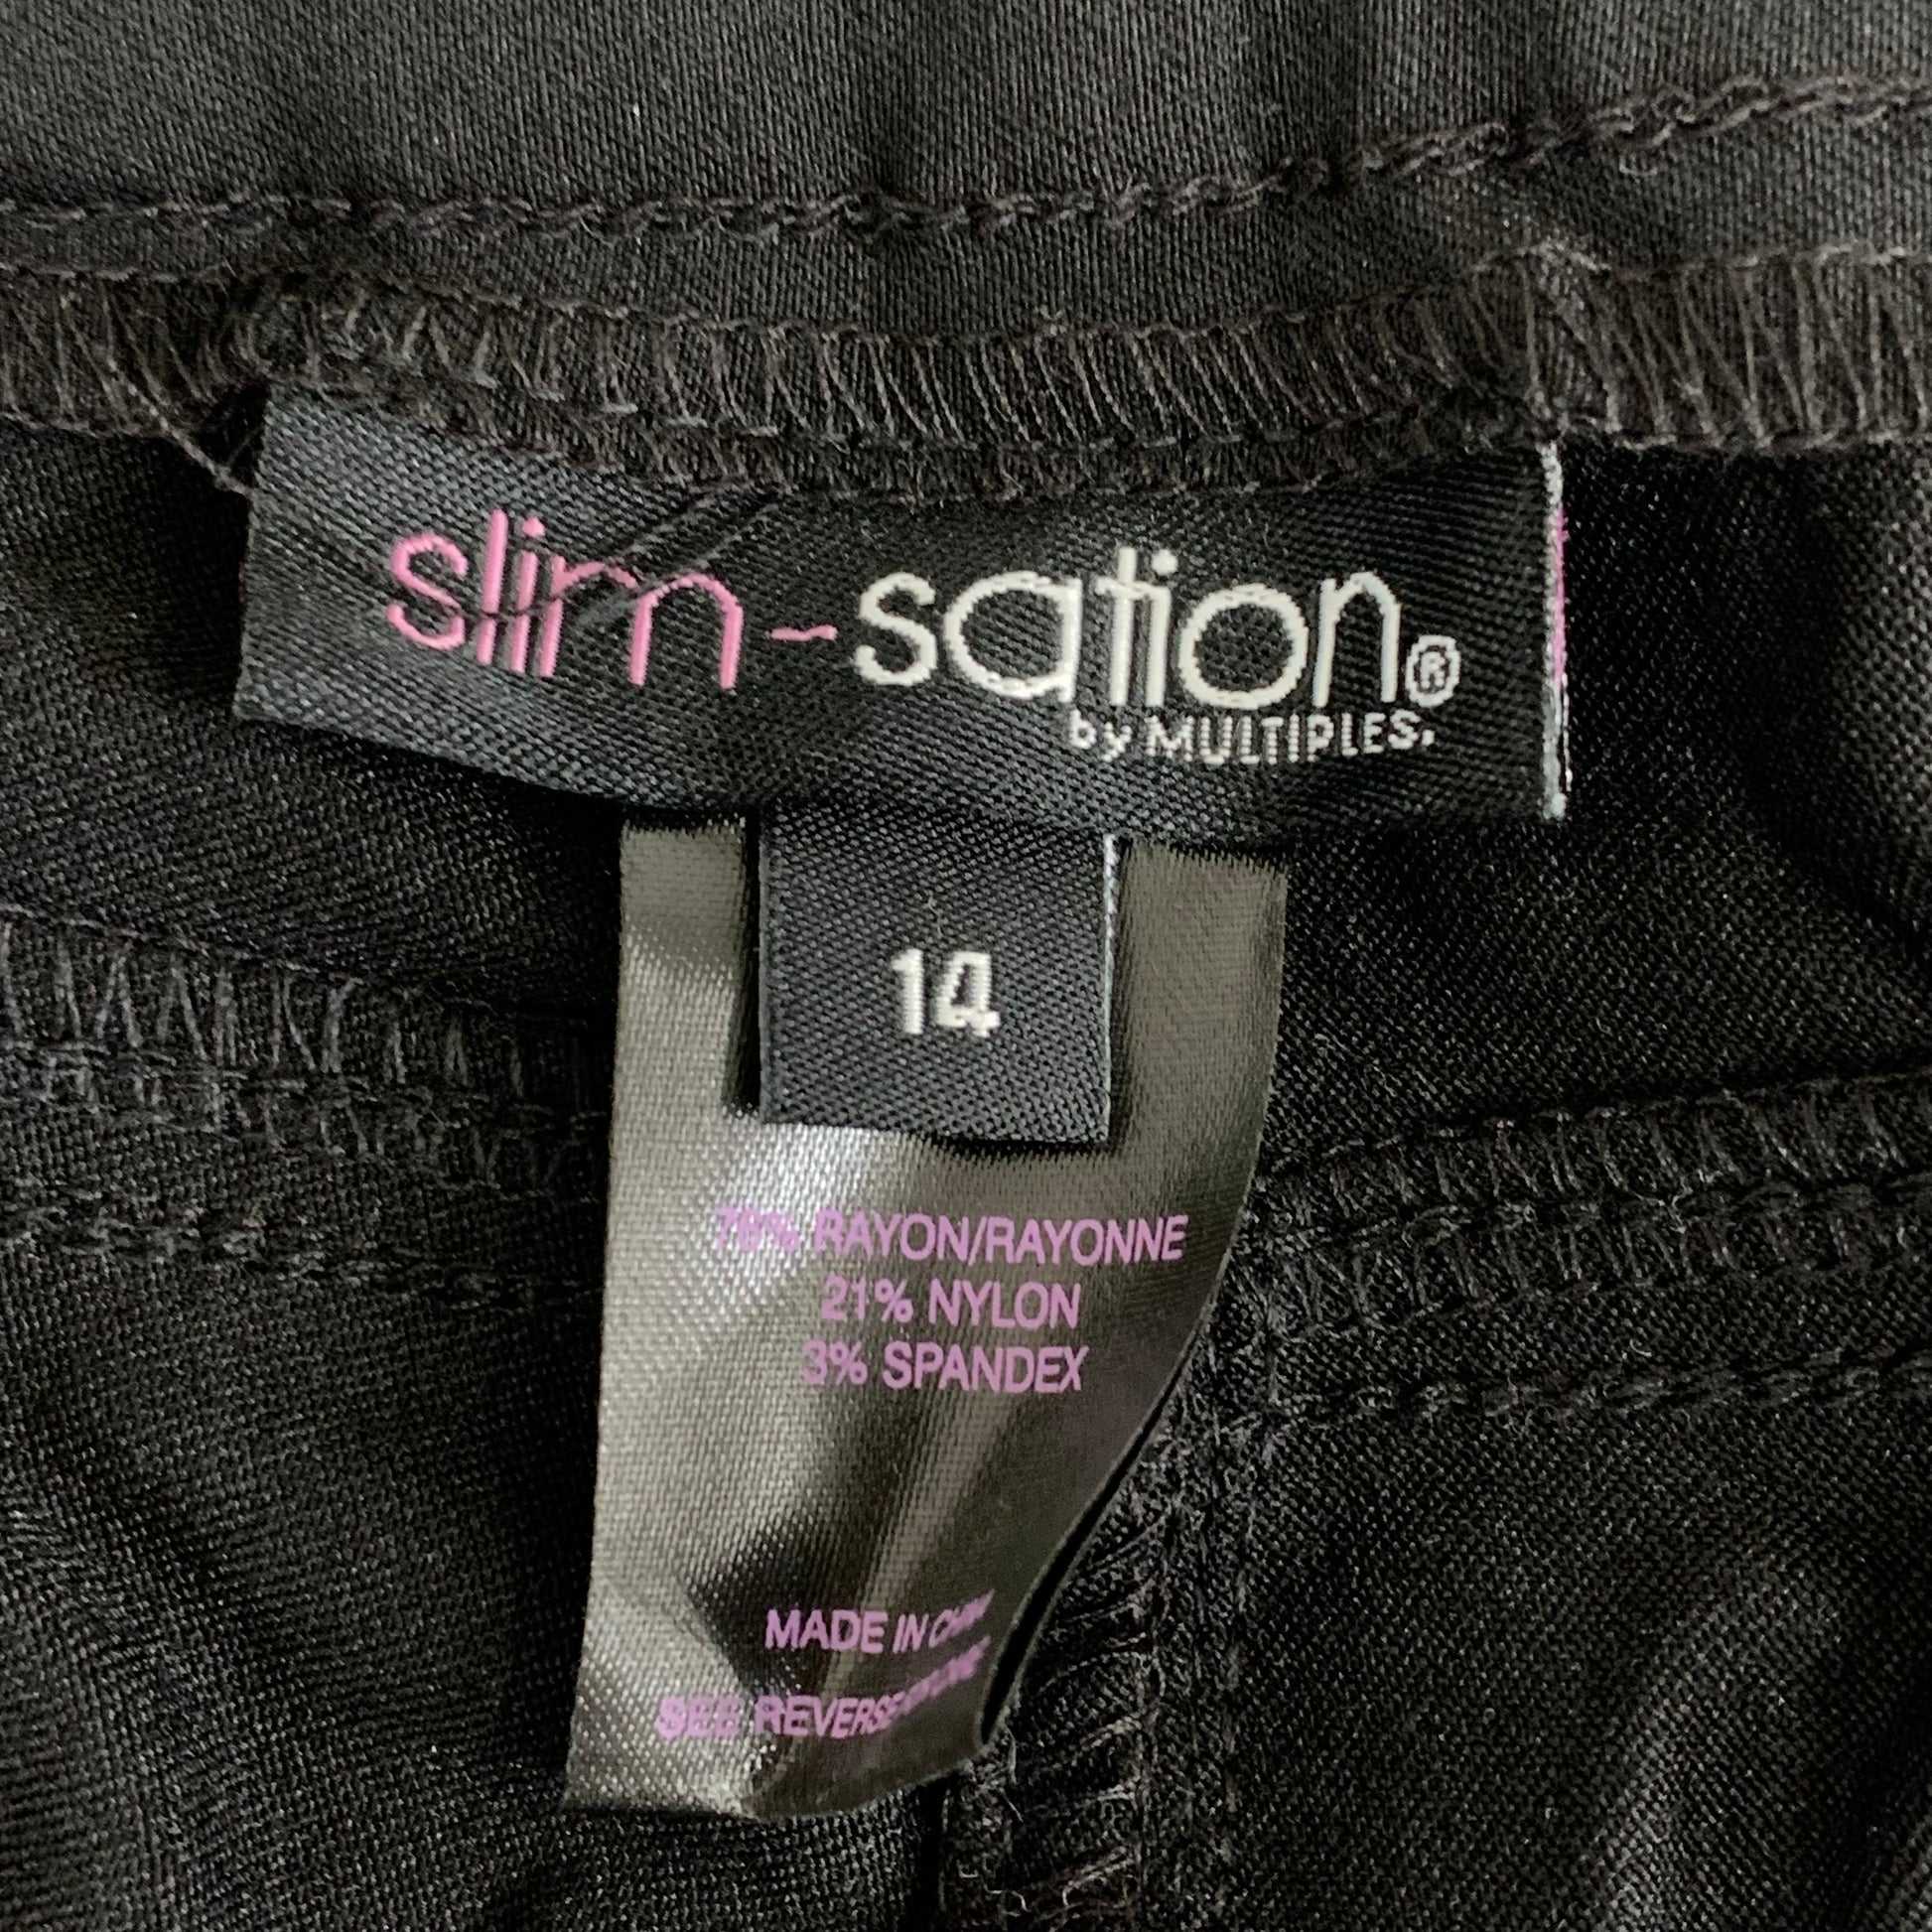 slim-sation®
by MULTIPLES.
14
76% RAYON/RAYONNE
21% NYLON
3% SPANDEX
MADE IN CHINA
SEE REVERSE